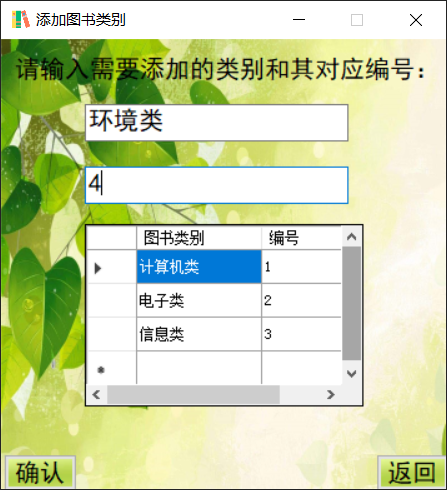 添加图书类别
请输入需要添加的类别和其对应编号：
环境类
4
图书类别 编号
计算机类 1
电子类 2
信息类 3
确认 返回